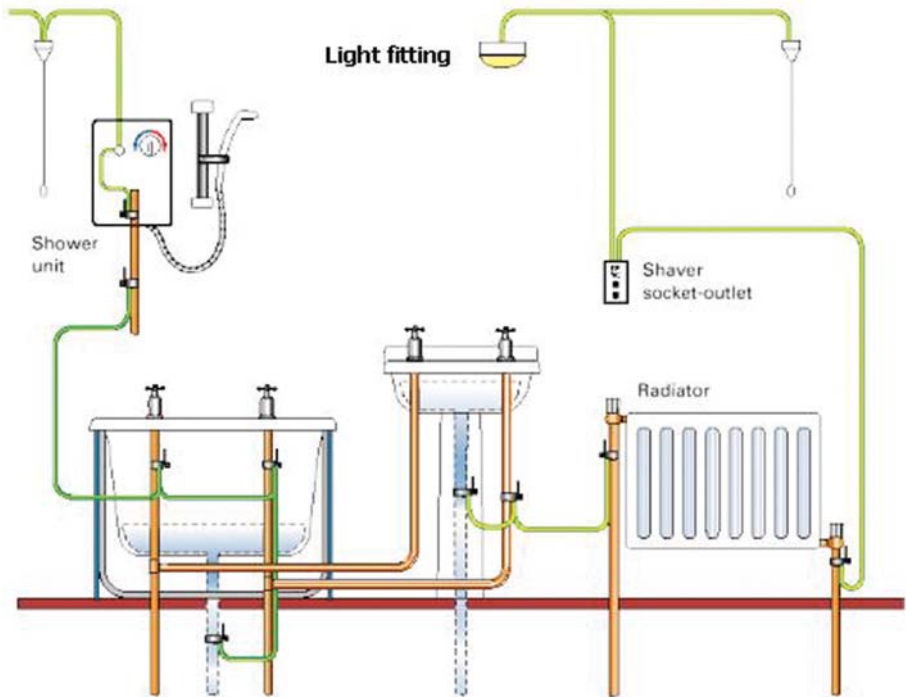 Light fitting
Shower
unit
Shaver
socket-outlet
Radiator